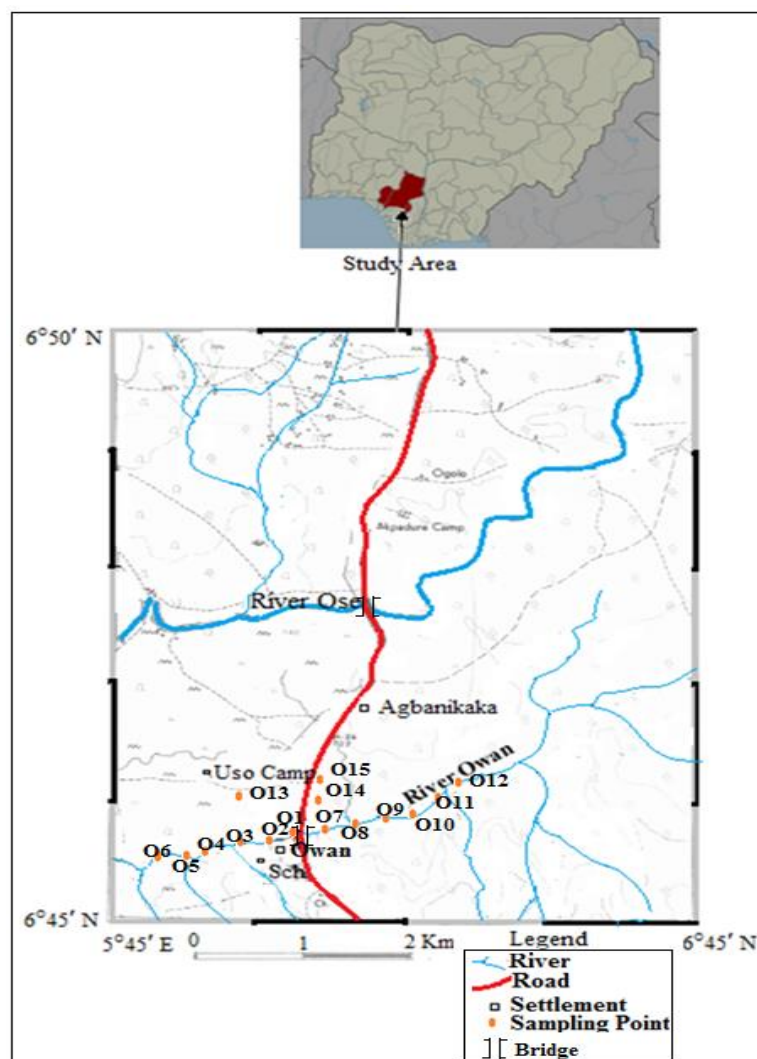 Study Area
6°50′ N
Ogolo
Akpadure Camp
River Ose
Agbanikaka
Uso Camp
O15
River Owan
O12
O13
O14
O11
O1
O7
O9
O10
O2
O8
O3
O4
Owan
O6
O5
Sch.
6°45′ N
5°45′ E
0
1
2 Km
Legend
6°45′ N
River
Road
Settlement
Sampling Point
Bridge